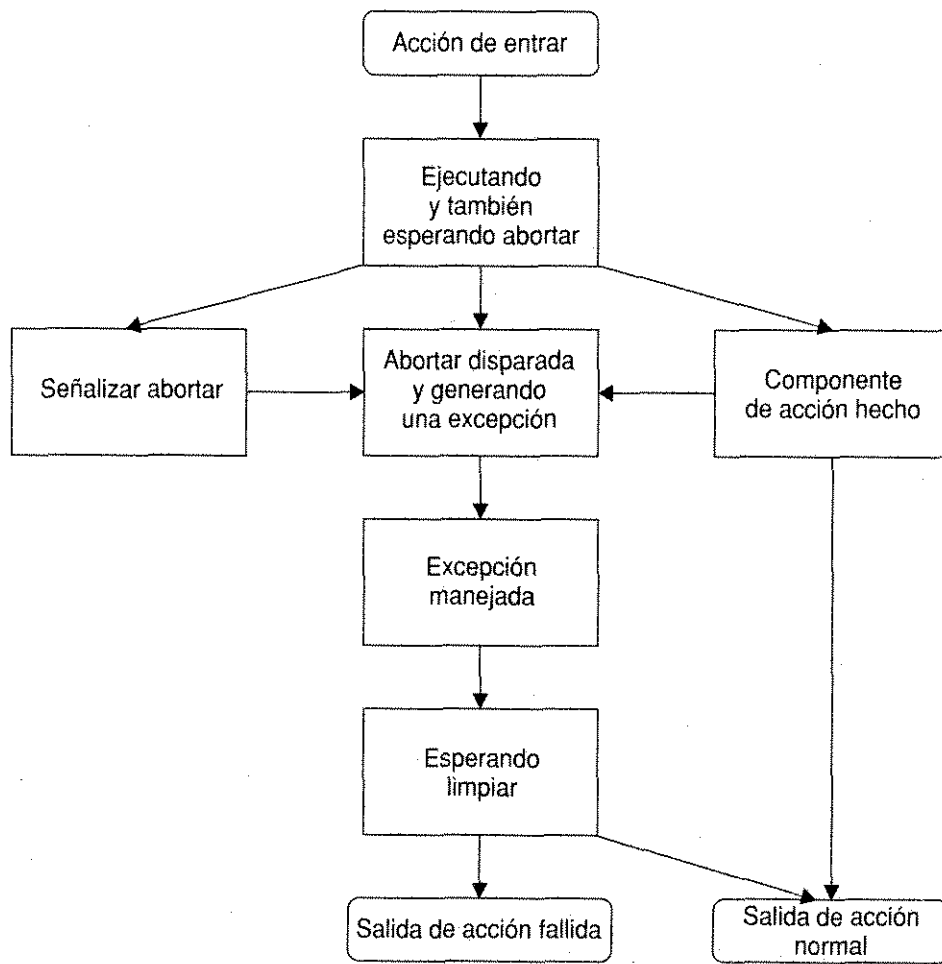 Acción de entrar
Ejecutando
y también
esperando abortar
Señalizar abortar
Abortar disparada
y generando
una excepción
Componente
de acción hecho
Excepción
manejada
Esperando
limpiar
Salida de acción fallida
Salida de acción
normal